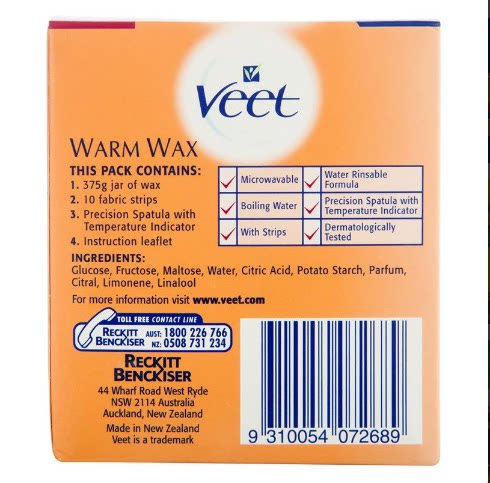 Veet
WARM WAX
THIS PACK CONTAINS:
1. 375g jar of wax
2. 10 fabric strips
3. Precision Spatula with
Temperature Indicator
4. Instruction leaflet
Microwavable
Water Rinsable
Formula
Boiling Water
Precision Spatula with
Temperature Indicator
With Strips
Dermatologically
Tested
INGREDIENTS:
Glucose, Fructose, Maltose, Water, Citric Acid, Potato Starch, Parfum,
Citral, Limonene, Linalool
For more information visit www.veet.com
TOLL FREE CONTACT LINE
RECKITT
BENCKISER
AUST: 1800 226 766
NZ: 0508 731 234
RECKITT
BENCKISER
44 Wharf Road West Ryde
NSW 2114 Australia
Auckland, New Zealand
Made in New Zealand
Veet is a trademark
9 310054 072689